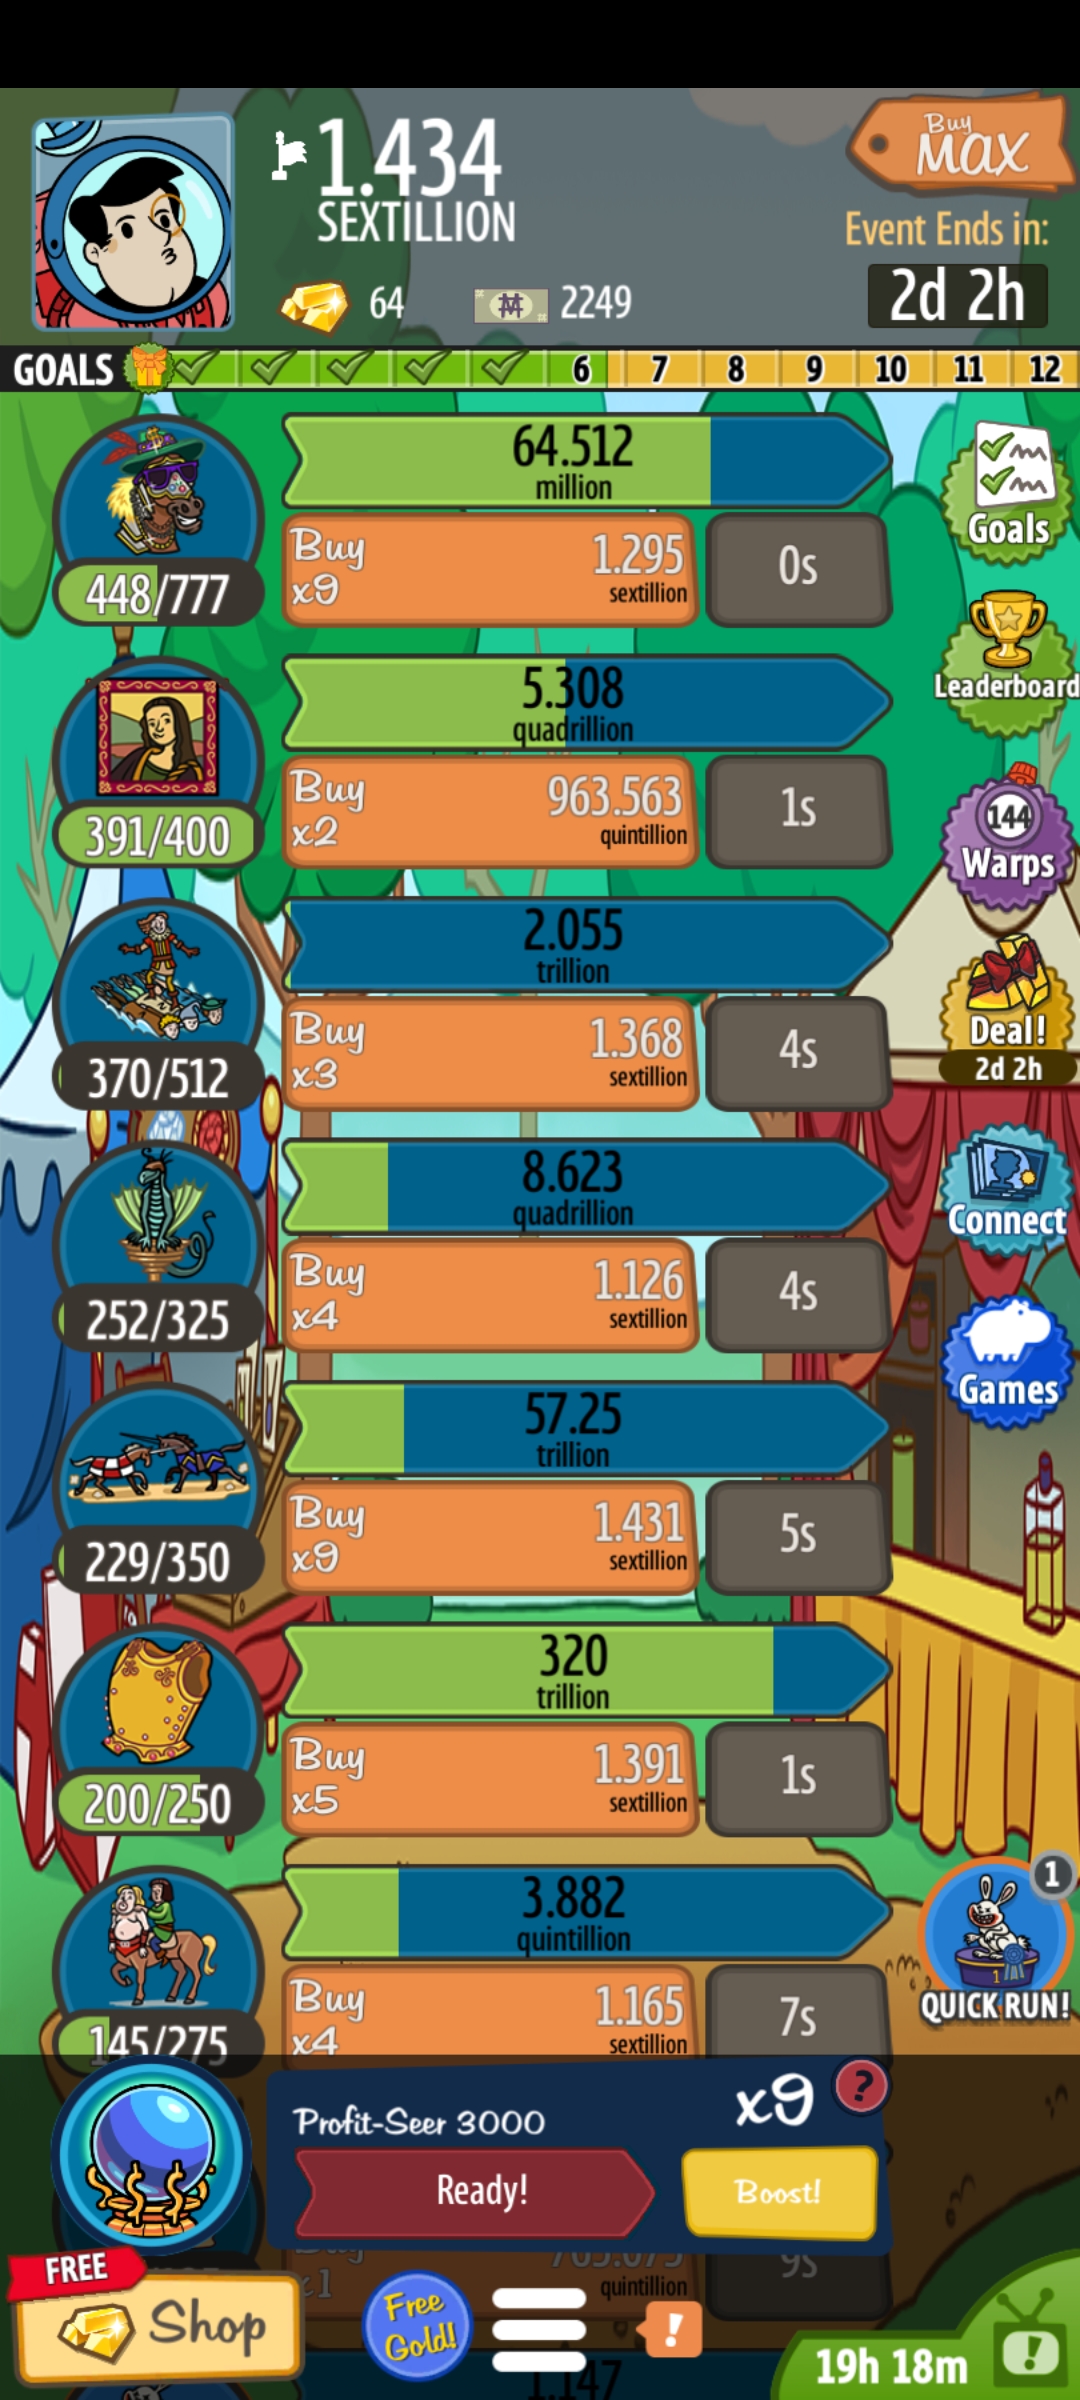 1.434
SEXTILLION
Buy
MAX
Event Ends in:
2d 2h
64
2249
GOALS
6 7 8 9 10 11 12
64.512
million
Buy
x9
1.295
sextillion
0s
448/777
Goals
5.308
quadrillion
Buy
x2
963.563
quintillion
1s
391/400
Leaderboard
2.055
trillion
Buy
x3
1.368
sextillion
4s
370/512
144
Warps
Deal!
2d 2h
8.623
quadrillion
Buy
x4
1.126
sextillion
4s
252/325
Connect
57.25
trillion
Buy
x9
1.431
sextillion
5s
229/350
Games
320
trillion
Buy
x5
1.391
sextillion
1s
200/250
3.882
quintillion
Buy
x4
1.165
sextillion
7s
145/275
1
QUICK RUN!
Profit-Seer 3000
x9
?
Ready!
Boost!
x1
quintillion
9s
FREE
Shop
Free
Gold!
!
1.147
19h 18m
!